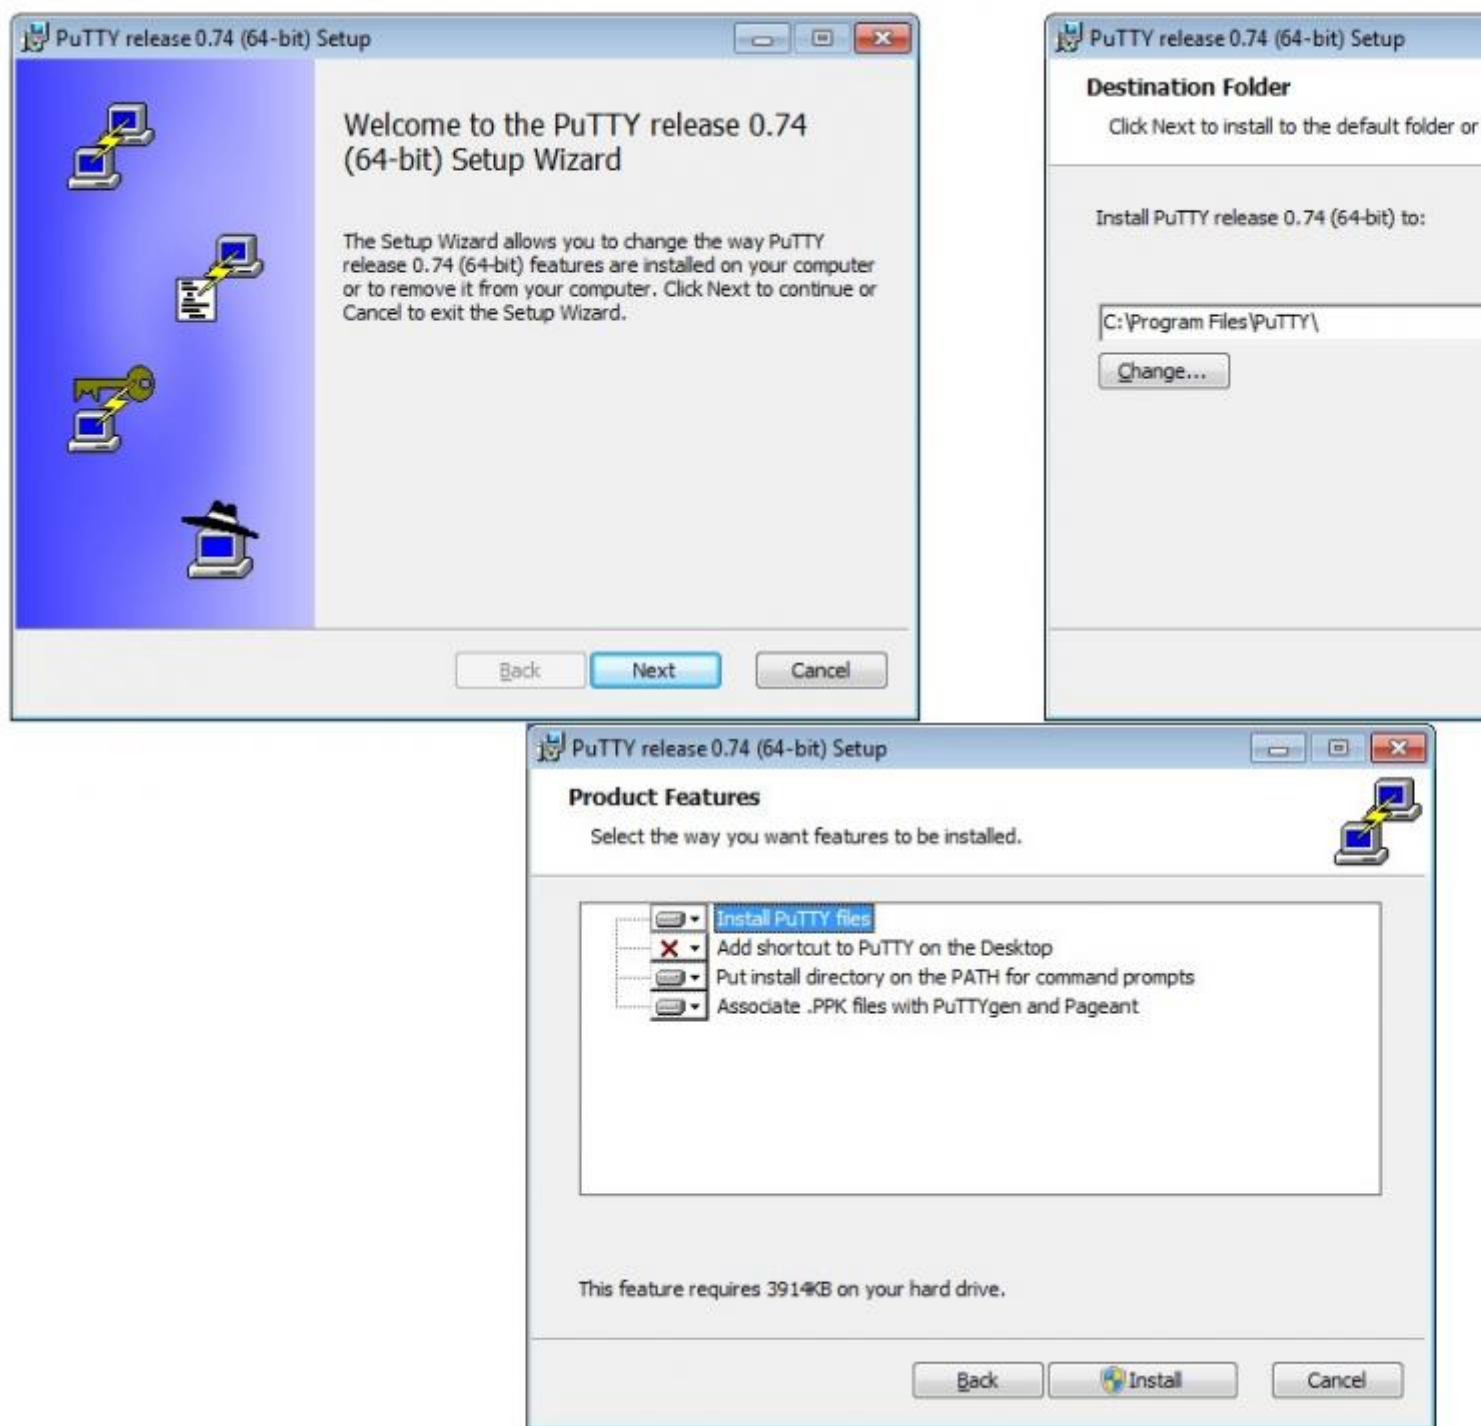 PuTTY release 0.74 (64-bit) Setup
Welcome to the PuTTY release 0.74
(64-bit) Setup Wizard
The Setup Wizard allows you to change the way PuTTY
release 0.74 (64-bit) features are installed on your computer
or to remove it from your computer. Click Next to continue or
Cancel to exit the Setup Wizard.
Back
Next
Cancel
PuTTY release 0.74 (64-bit) Setup
Destination Folder
Click Next to install to the default folder or
Install PuTTY release 0.74 (64-bit) to:
C:\Program Files\PuTTY\
Change...
PuTTY release 0.74 (64-bit) Setup
Product Features
Select the way you want features to be installed.
Install PuTTY files
Add shortcut to PuTTY on the Desktop
Put install directory on the PATH for command prompts
Associate .PPK files with PuTTYgen and Pageant
This feature requires 3914KB on your hard drive.
Back
Install
Cancel